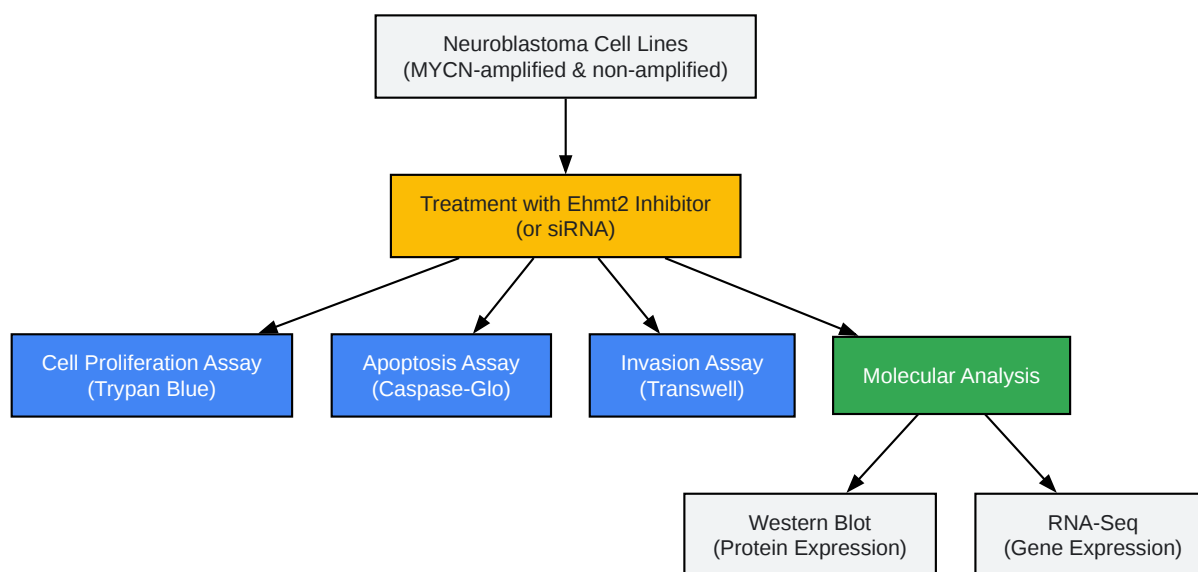 Neuroblastoma Cell Lines
(MYCN-amplified & non-amplified)
Treatment with Ehmt2 Inhibitor
(or siRNA)
Cell Proliferation Assay
(Trypan Blue)
Apoptosis Assay
(Caspase-Glo)
Invasion Assay
(Transwell)
Molecular Analysis
Western Blot
(Protein Expression)
RNA-Seq
(Gene Expression)